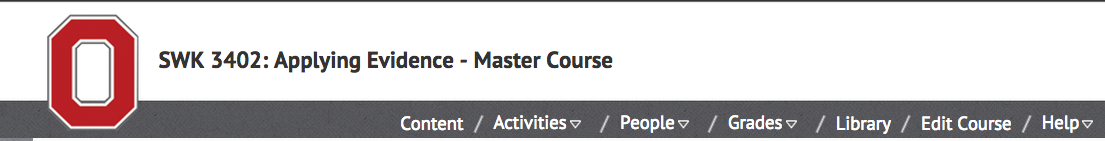 SWK 3402: Applying Evidence - Master Course
Content / Activities / People / Grades / Library / Edit Course / Help